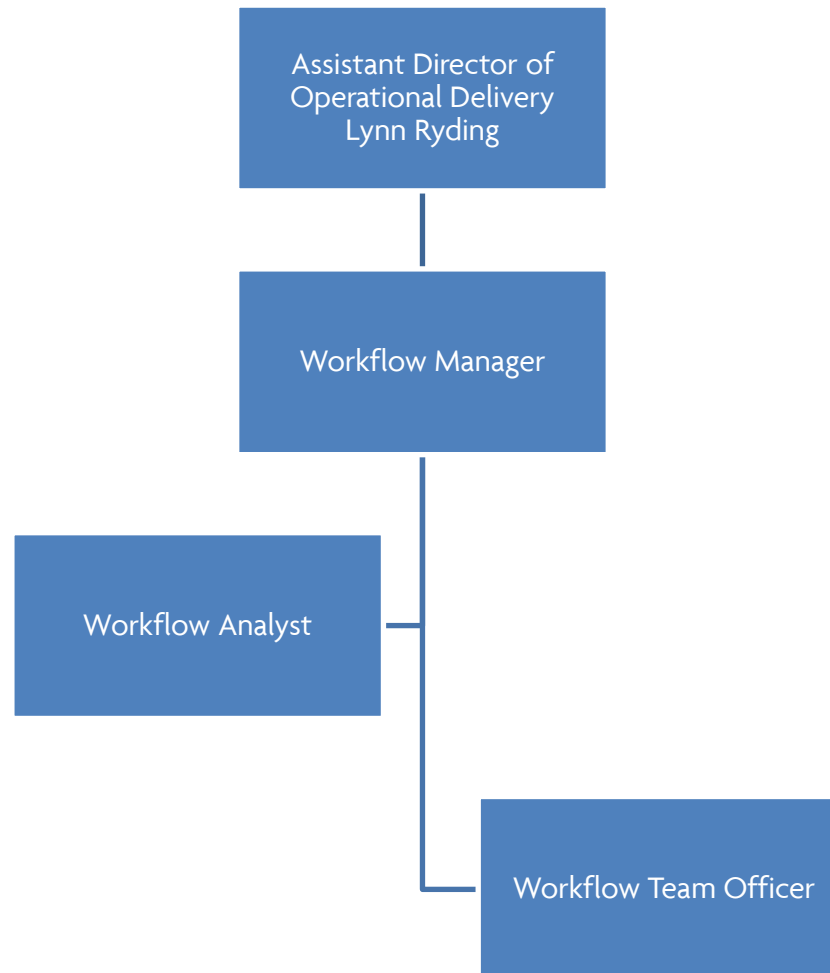 Assistant Director of
Operational Delivery
Lynn Ryding
Workflow Manager
Workflow Analyst
Workflow Team Officer